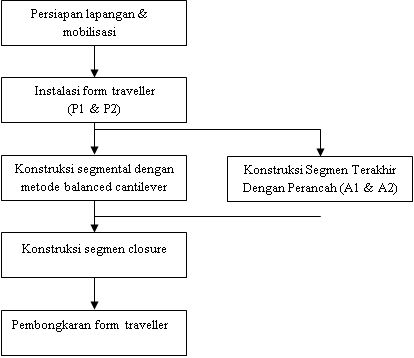 Persiapan lapangan &
mobilisasi
Instalasi form traveller
(P1 & P2)
Konstruksi segmental dengan
metode balanced cantilever
Konstruksi Segmen Terakhir
Dengan Perancah (A1 & A2)
Konstruksi segmen closure
Pembongkaran form traveller